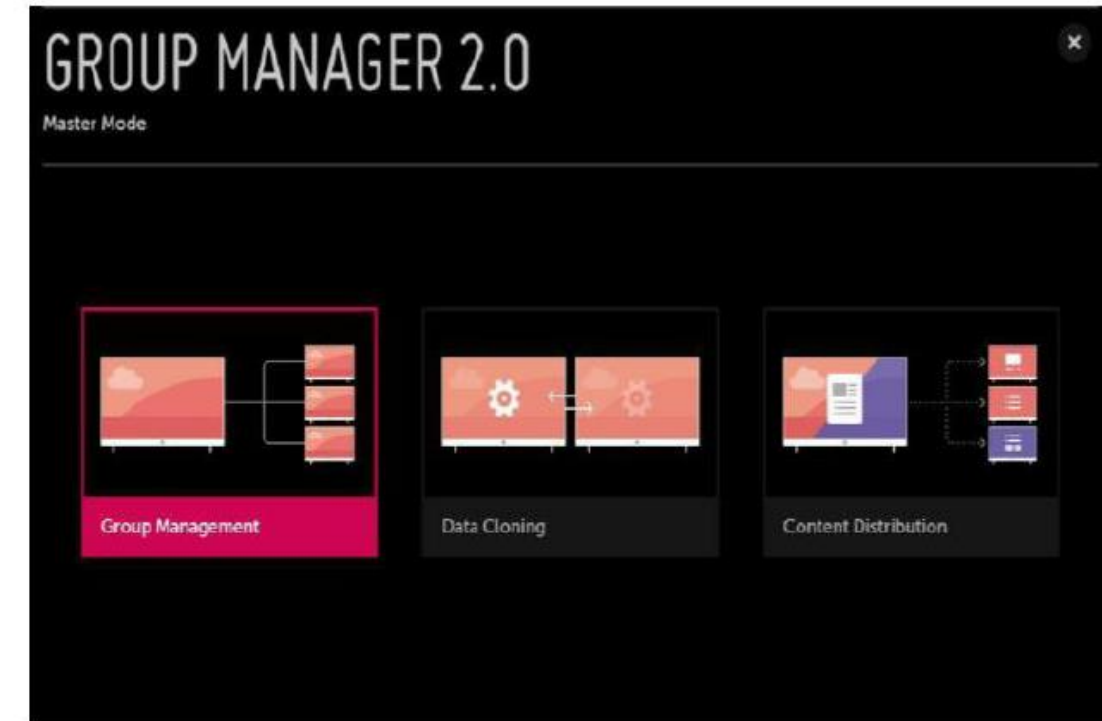 GROUP MANAGER 2.0
Master Mode
Group Management
Data Cloning
Content Distribution